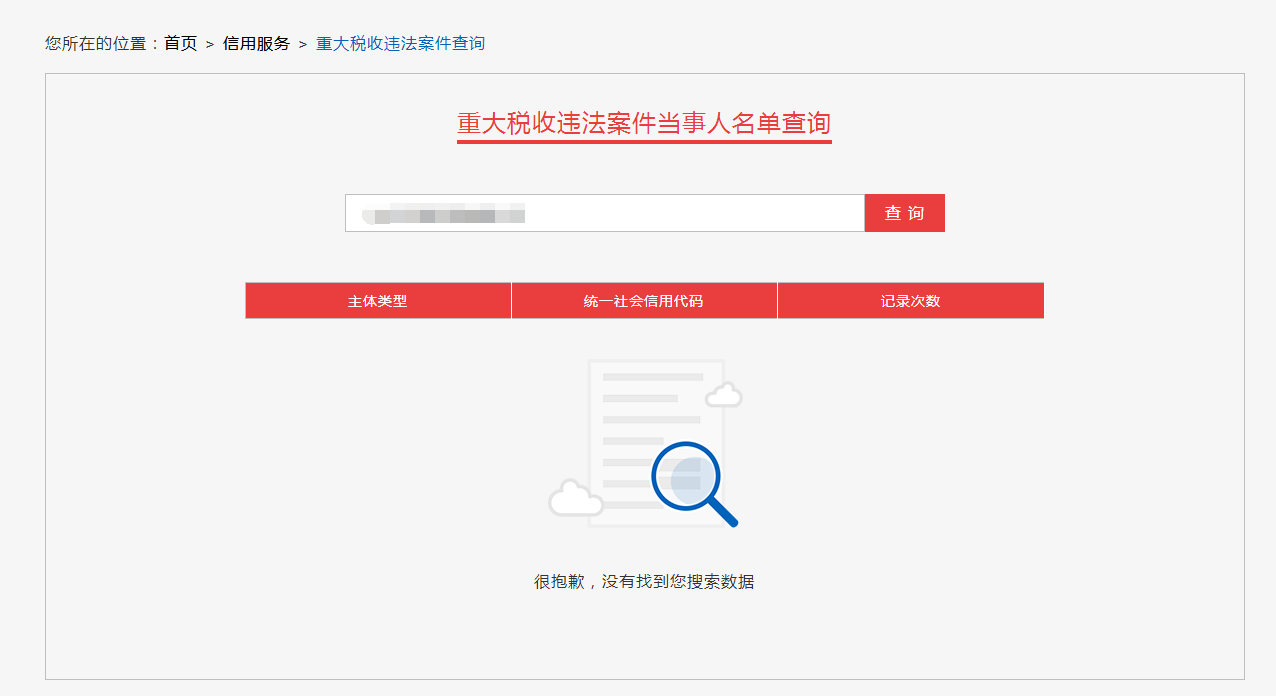 您所在的位置：首页 > 信用服务 > 重大税收违法案件查询
重大税收违法案件当事人名单查询
查 询
主体类型 统一社会信用代码 记录次数
很抱歉，没有找到您搜索数据